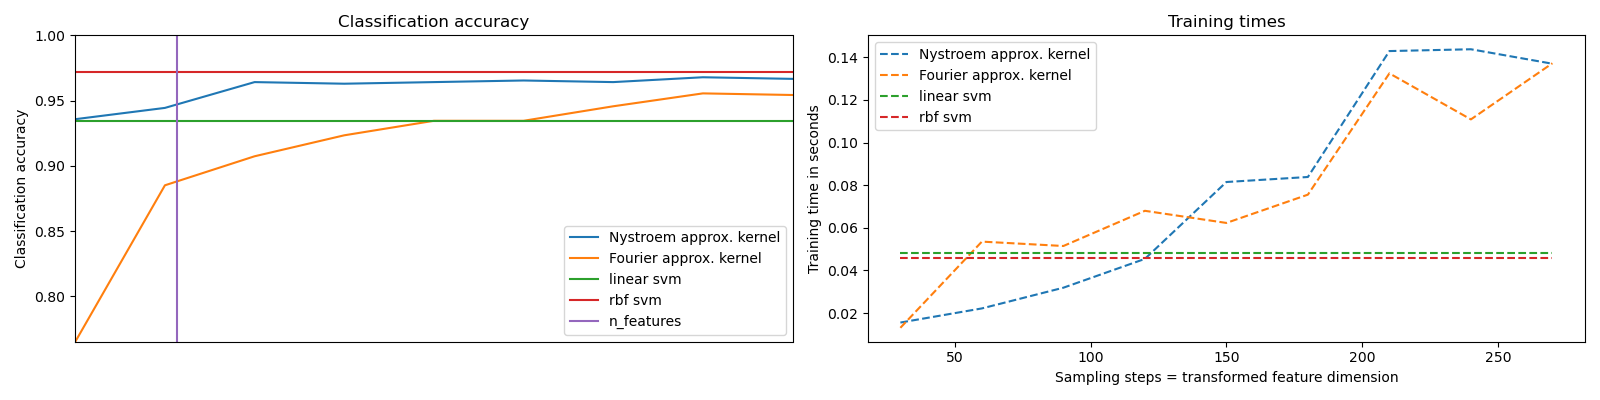 Classification accuracy
Classification accuracy
1.00
0.95
0.90
0.85
0.80
Nystroem approx. kernel
Fourier approx. kernel
linear svm
rbf svm
n_features
Training times
Training time in seconds
0.14
0.12
0.10
0.08
0.06
0.04
0.02
Nystroem approx. kernel
Fourier approx. kernel
linear svm
rbf svm
50 100 150 200 250
Sampling steps = transformed feature dimension